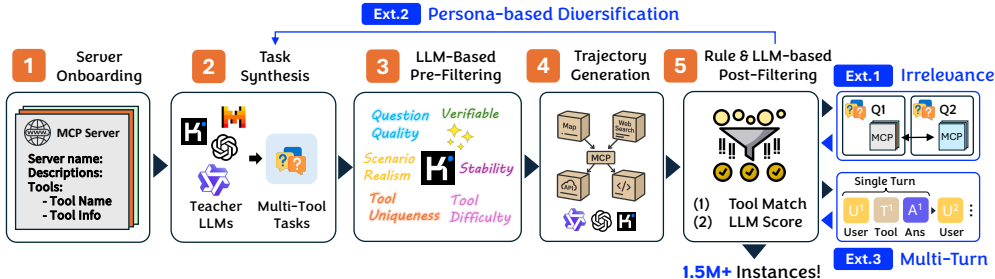 Ext.2 Persona-based Diversification
1 Server Onboarding
2 Task Synthesis
3 LLM-Based Pre-Filtering
4 Trajectory Generation
5 Rule & LLM-based Post-Filtering
Ext.1 Irrelevance
WWW
MCP Server
Server name:
Descriptions:
Tools:
- Tool Name
- Tool Info
Teacher LLMs
Multi-Tool Tasks
Question Quality
Verifiable
Scenario Realism
Stability
Tool Uniqueness
Tool Difficulty
Map
Web Search
MCP
API
</>
(1) Tool Match
(2) LLM Score
1.5M+ Instances!
Q1
Q2
MCP
MCP
Single Turn
U1 T1 A1 U2
User Tool Ans User
Ext.3 Multi-Turn